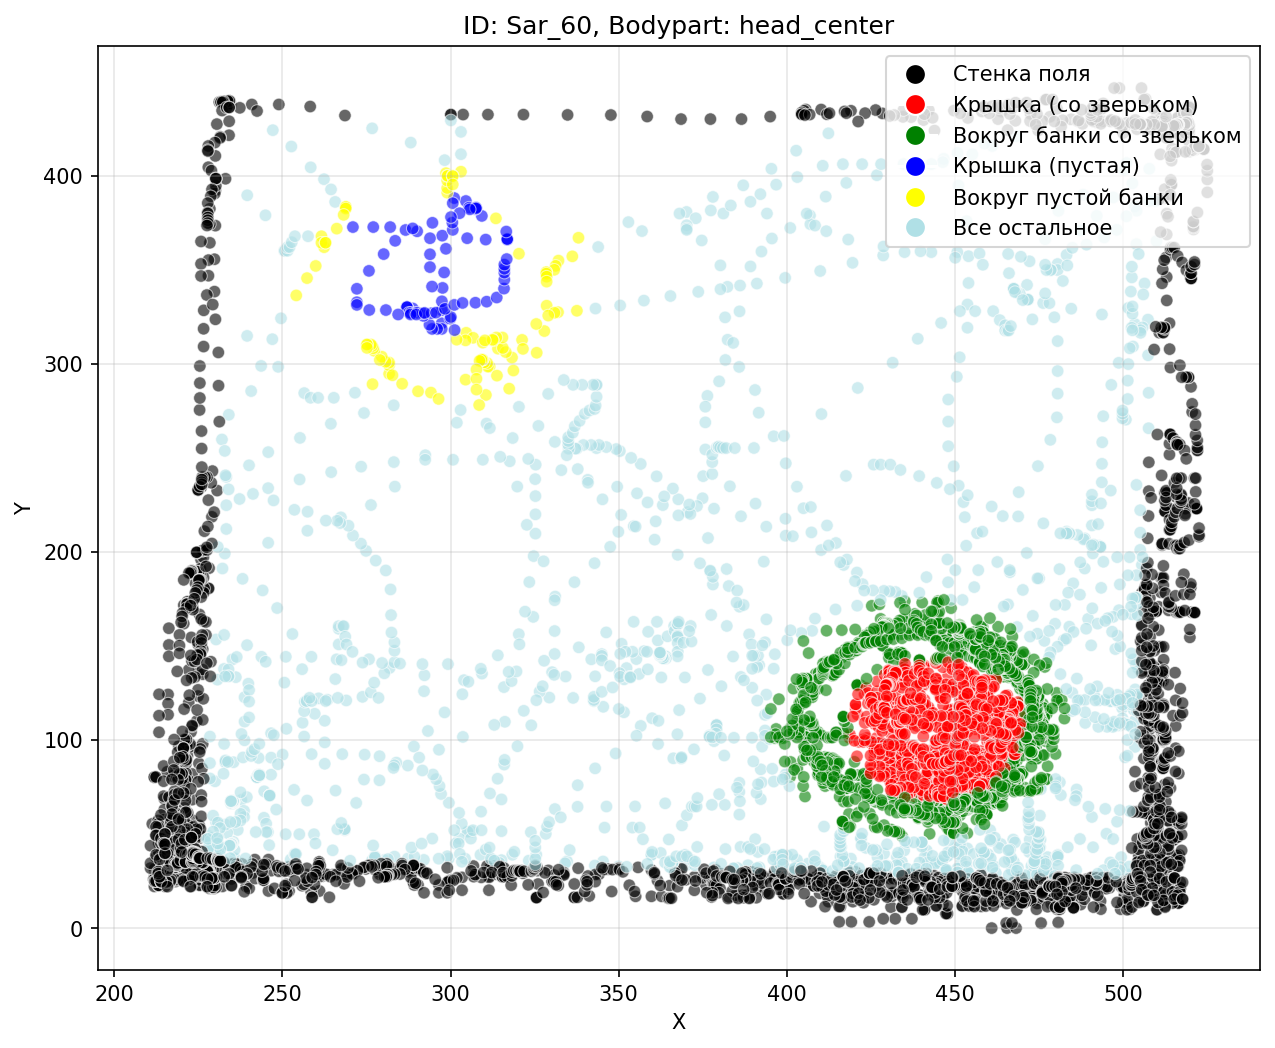 ID: Sar_60, Bodypart: head_center
Стенка поля
Крышка (со зверьком)
Вокруг банки со зверьком
Крышка (пустая)
Вокруг пустой банки
Все остальное
400
300
200
100
0
Y
200 250 300 350 400 450 500
X